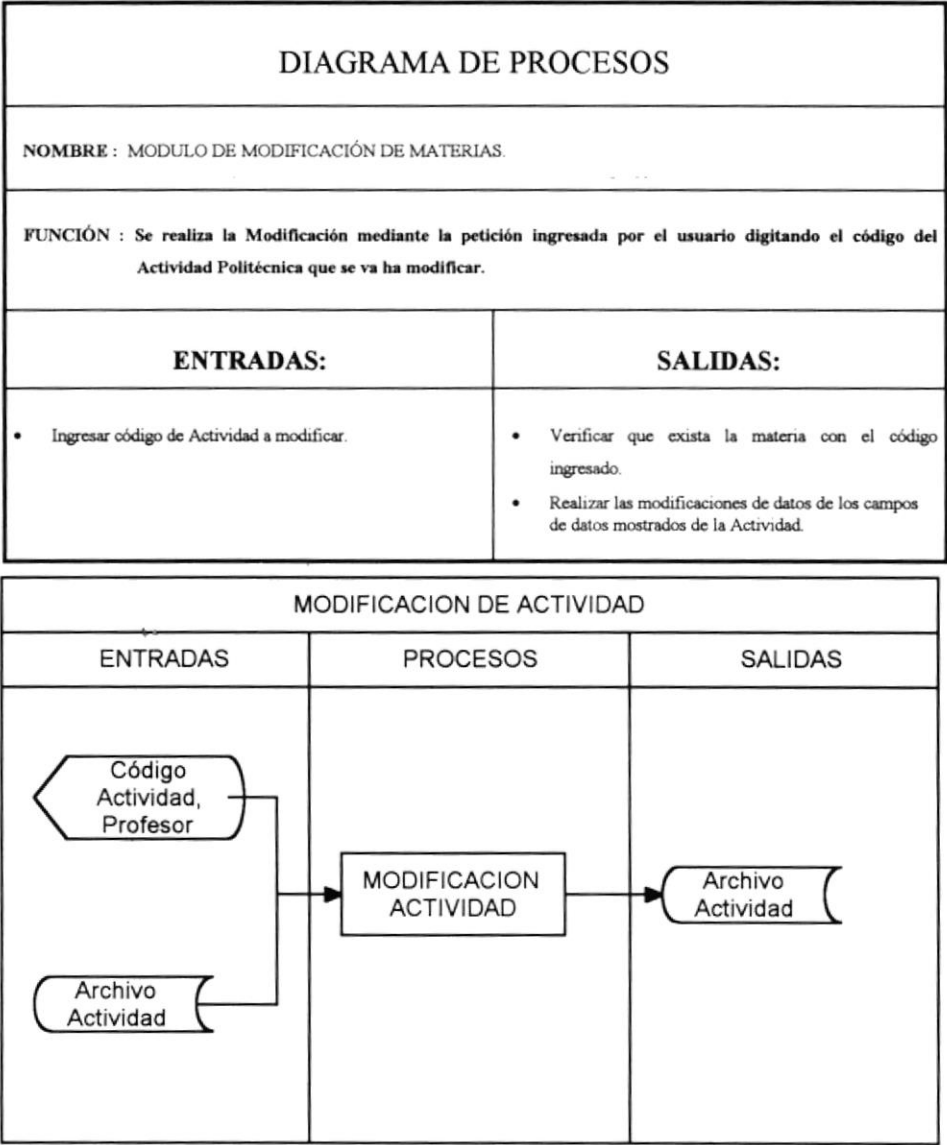 DIAGRAMA DE PROCESOS
NOMBRE : MODULO DE MODIFICACIÓN DE MATERIAS.
FUNCIÓN : Se realiza la Modificación mediante la petición ingresada por el usuario digitando el código del
Actividad Politécnica que se va ha modificar.
ENTRADAS:
SALIDAS:
• Ingresar código de Actividad a modificar.
• Verificar que exista la materia con el código
ingresado.
• Realizar las modificaciones de datos de los campos
de datos mostrados de la Actividad.
MODIFICACION DE ACTIVIDAD
ENTRADAS
PROCESOS
SALIDAS
Código
Actividad,
Profesor
MODIFICACION
ACTIVIDAD
Archivo
Actividad
Archivo
Actividad